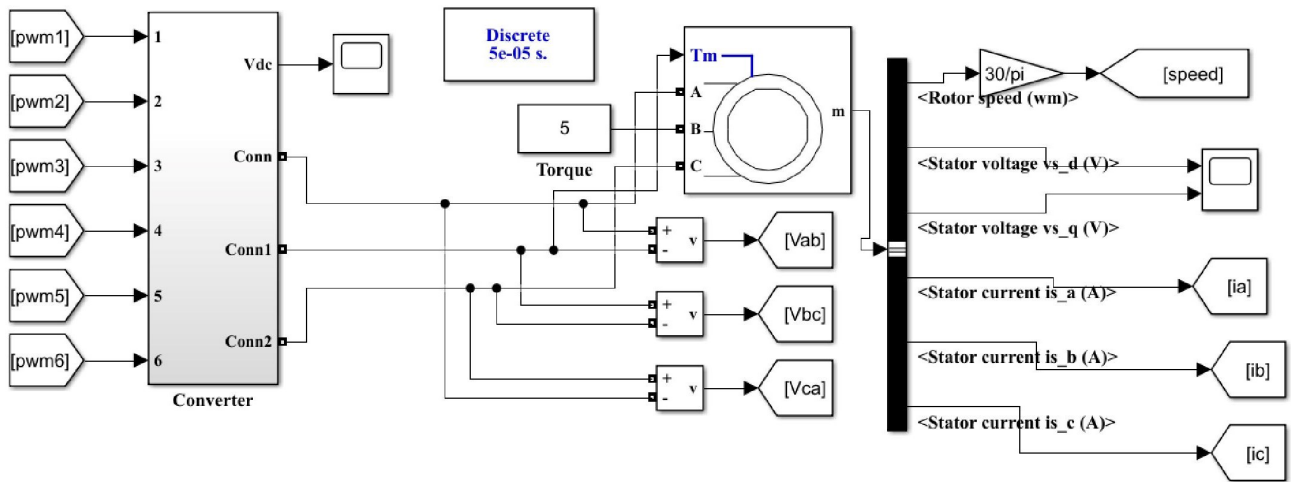 [pwm1]
[pwm2]
[pwm3]
[pwm4]
[pwm5]
[pwm6]
1
2
3
4
5
6
Vdc
Conn
Conn1
Conn2
Converter
Discrete
5e-05 s.
5
Torque
Tm
A
B
C
m
+
-
v
[Vab]
+
-
v
[Vbc]
+
-
v
[Vca]
30/pi
[speed]
<Rotor speed (wm)>
<Stator voltage vs_d (V)>
<Stator voltage vs_q (V)>
<Stator current is_a (A)>
[ia]
<Stator current is_b (A)>
[ib]
<Stator current is_c (A)>
[ic]